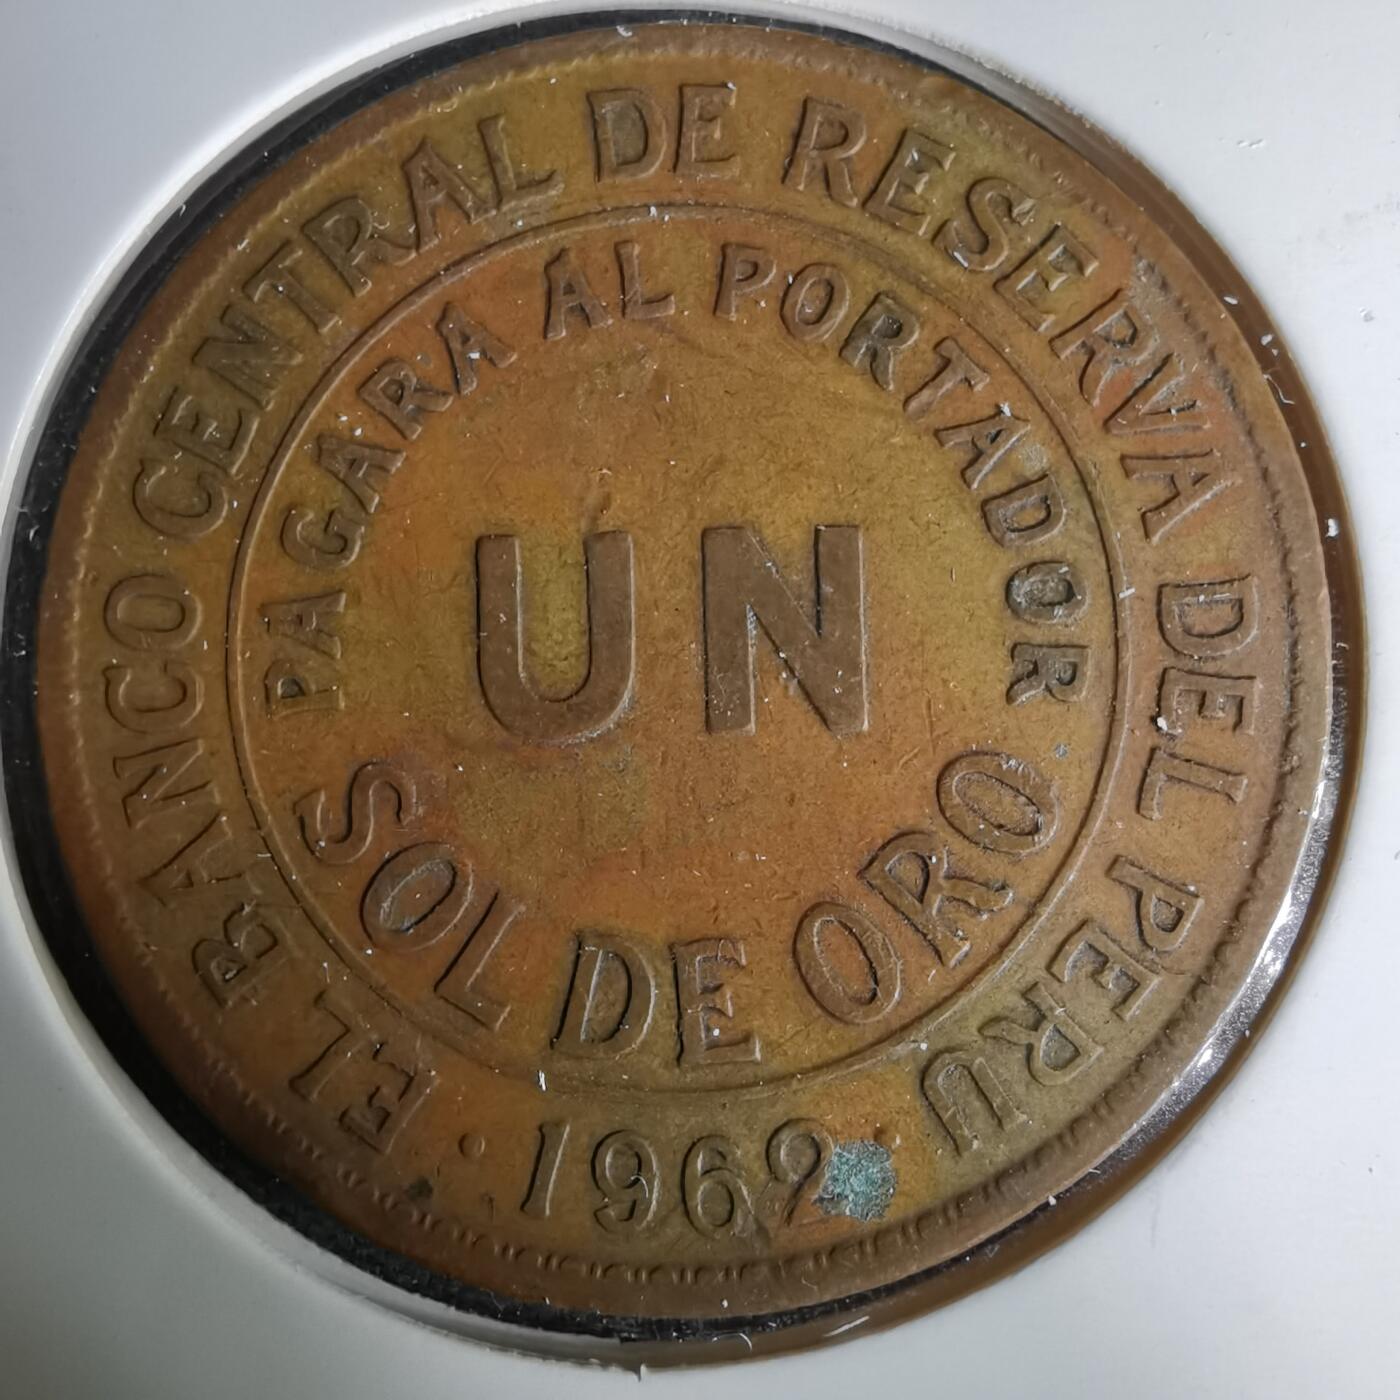 EL BANCO CENTRAL DE RESERVA DEL PERU
PAGARA AL PORTADOR
UN
SOL DE ORO
· 1962 ·